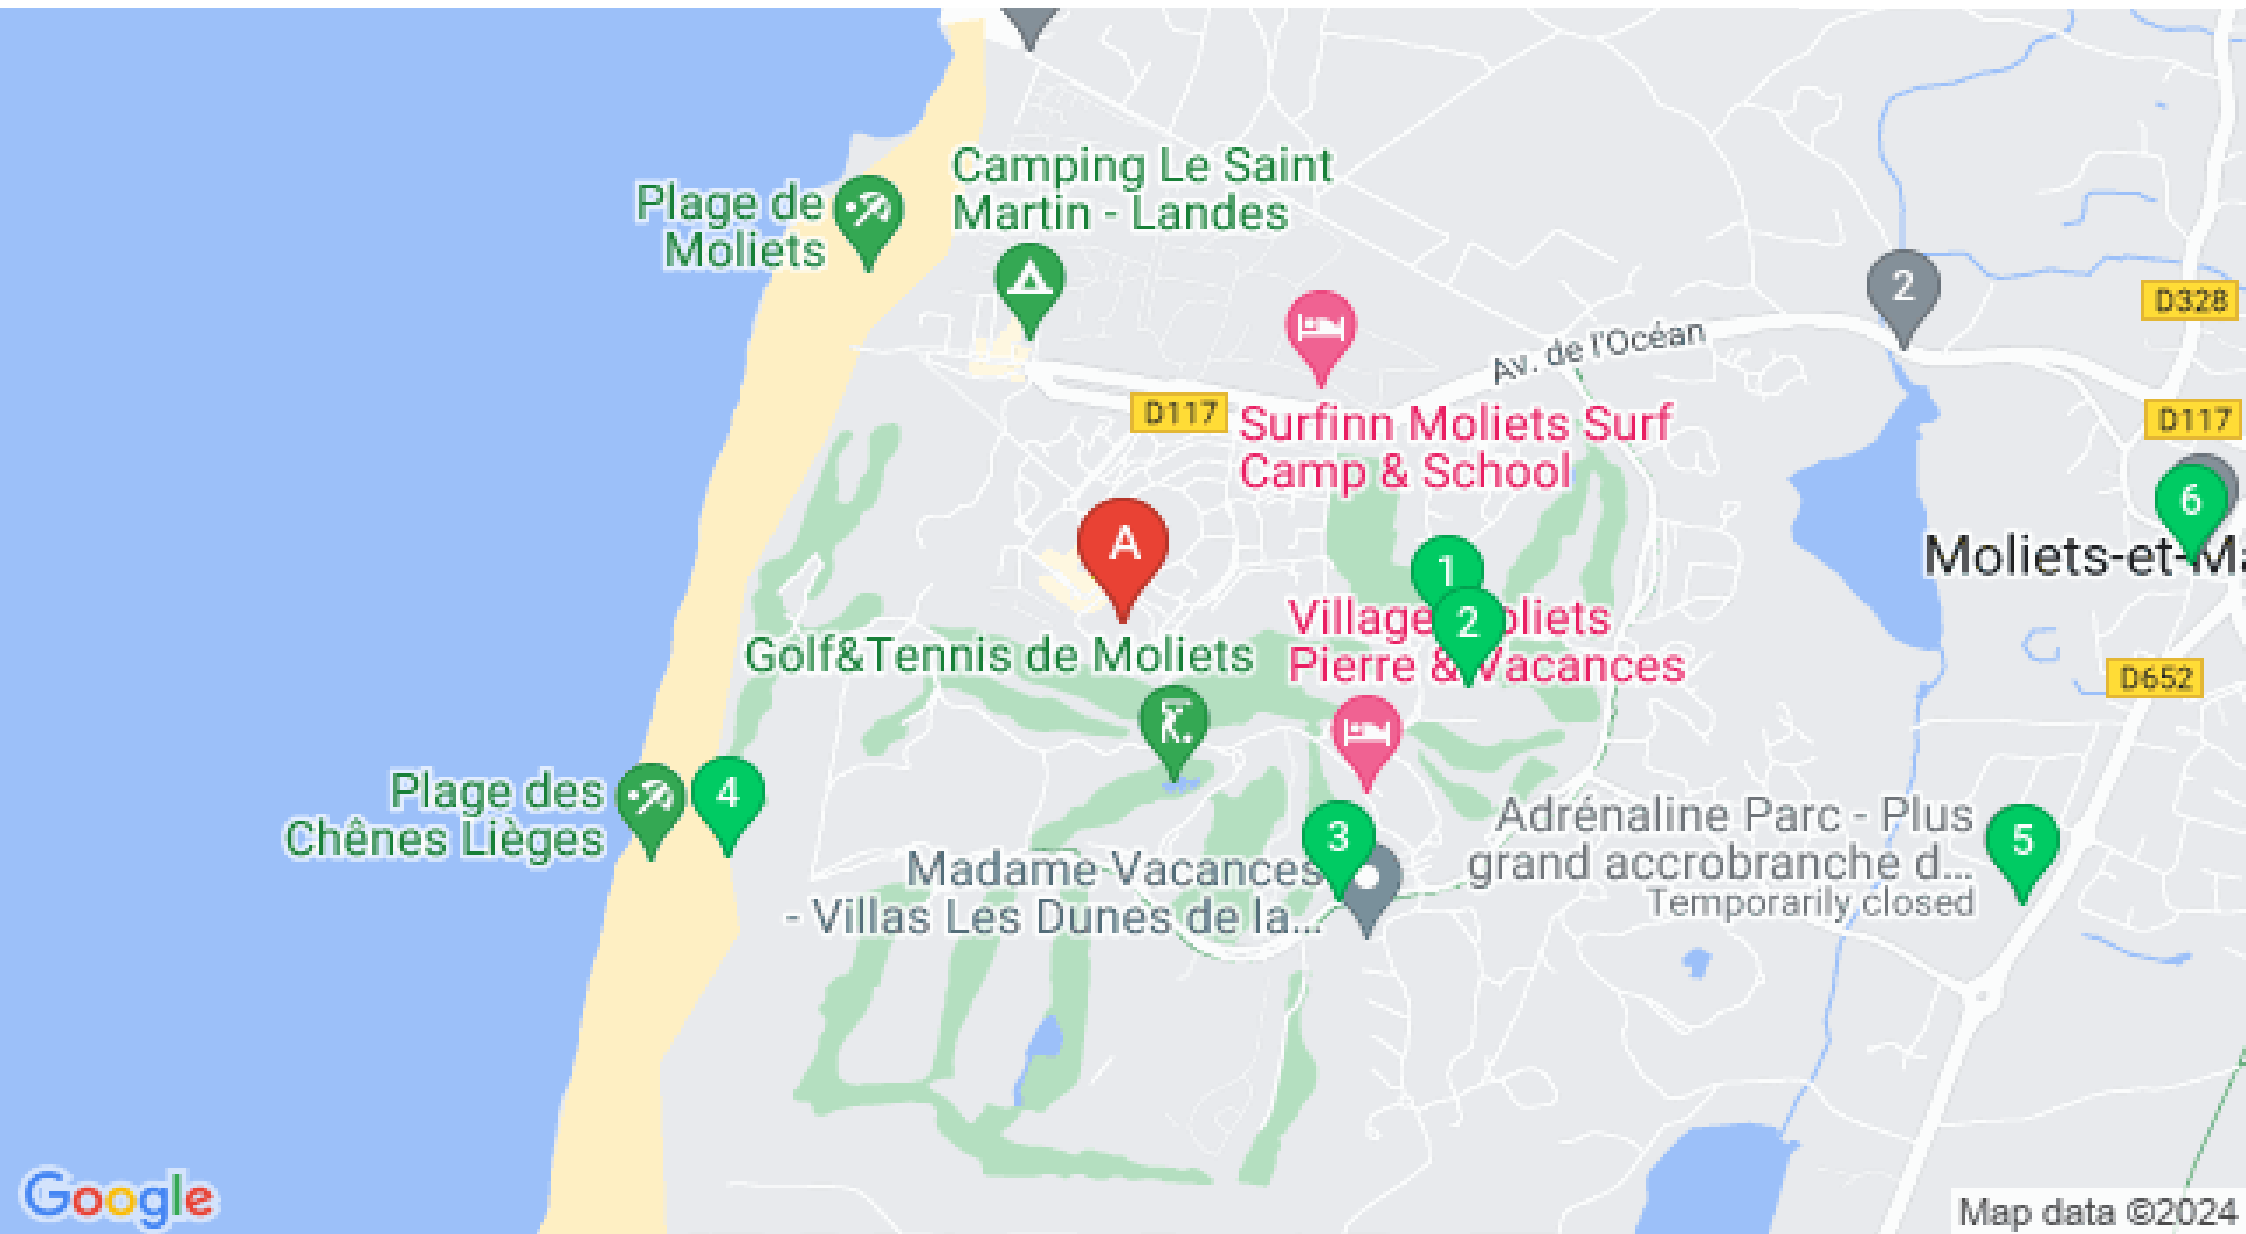 Camping Le Saint
Martin - Landes
Plage de
Moliets
2
D328
Av. de l'Océan
D117
D117
Surfinn Moliets Surf
Camp & School
6
A
Moliets-et-Ma
1
2
Village Moliets
Pierre & Vacances
Golf&Tennis de Moliets
D652
Plage des
Chênes Lièges
4
3
Adrénaline Parc - Plus
grand accrobranche d...
Temporarily closed
5
Madame Vacances
- Villas Les Dunes de la...
Google
Map data ©2024